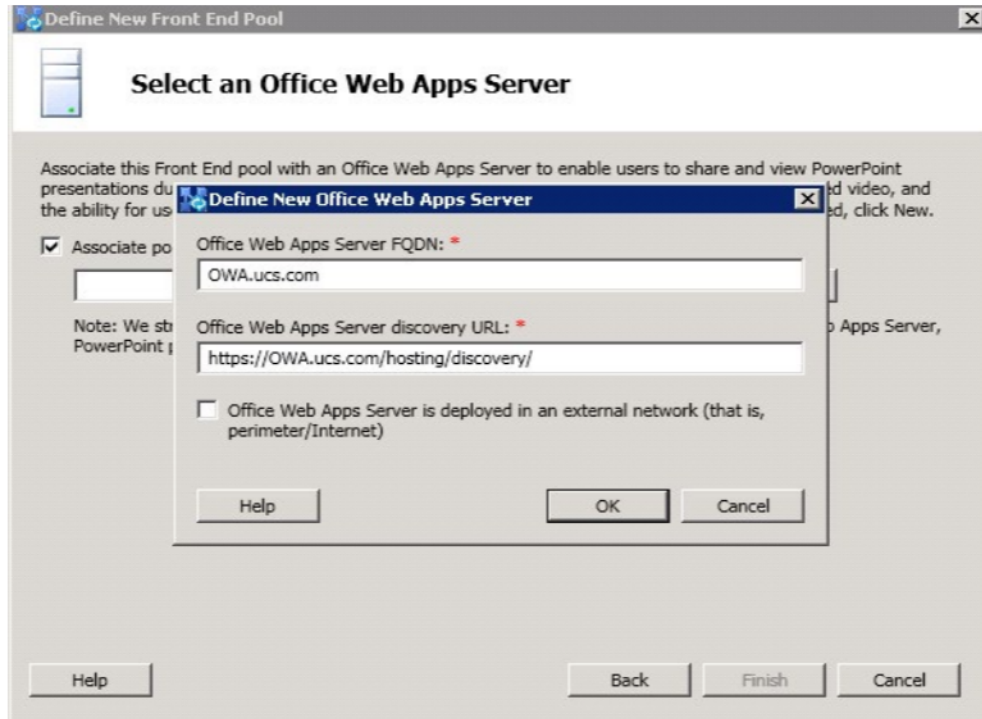 Define New Front End Pool
Select an Office Web Apps Server
Associate this Front End pool with an Office Web Apps Server to enable users to share and view PowerPoint
presentations du
d video, and
the ability for us
ed, click New.
Define New Office Web Apps Server
Associate po
Office Web Apps Server FQDN: *
OWA.ucs.com
Note: We str
Apps Server,
PowerPoint p
Office Web Apps Server discovery URL: *
https://OWA.ucs.com/hosting/discovery/
Office Web Apps Server is deployed in an external network (that is,
perimeter/Internet)
Help
OK
Cancel
Help
Back
Finish
Cancel